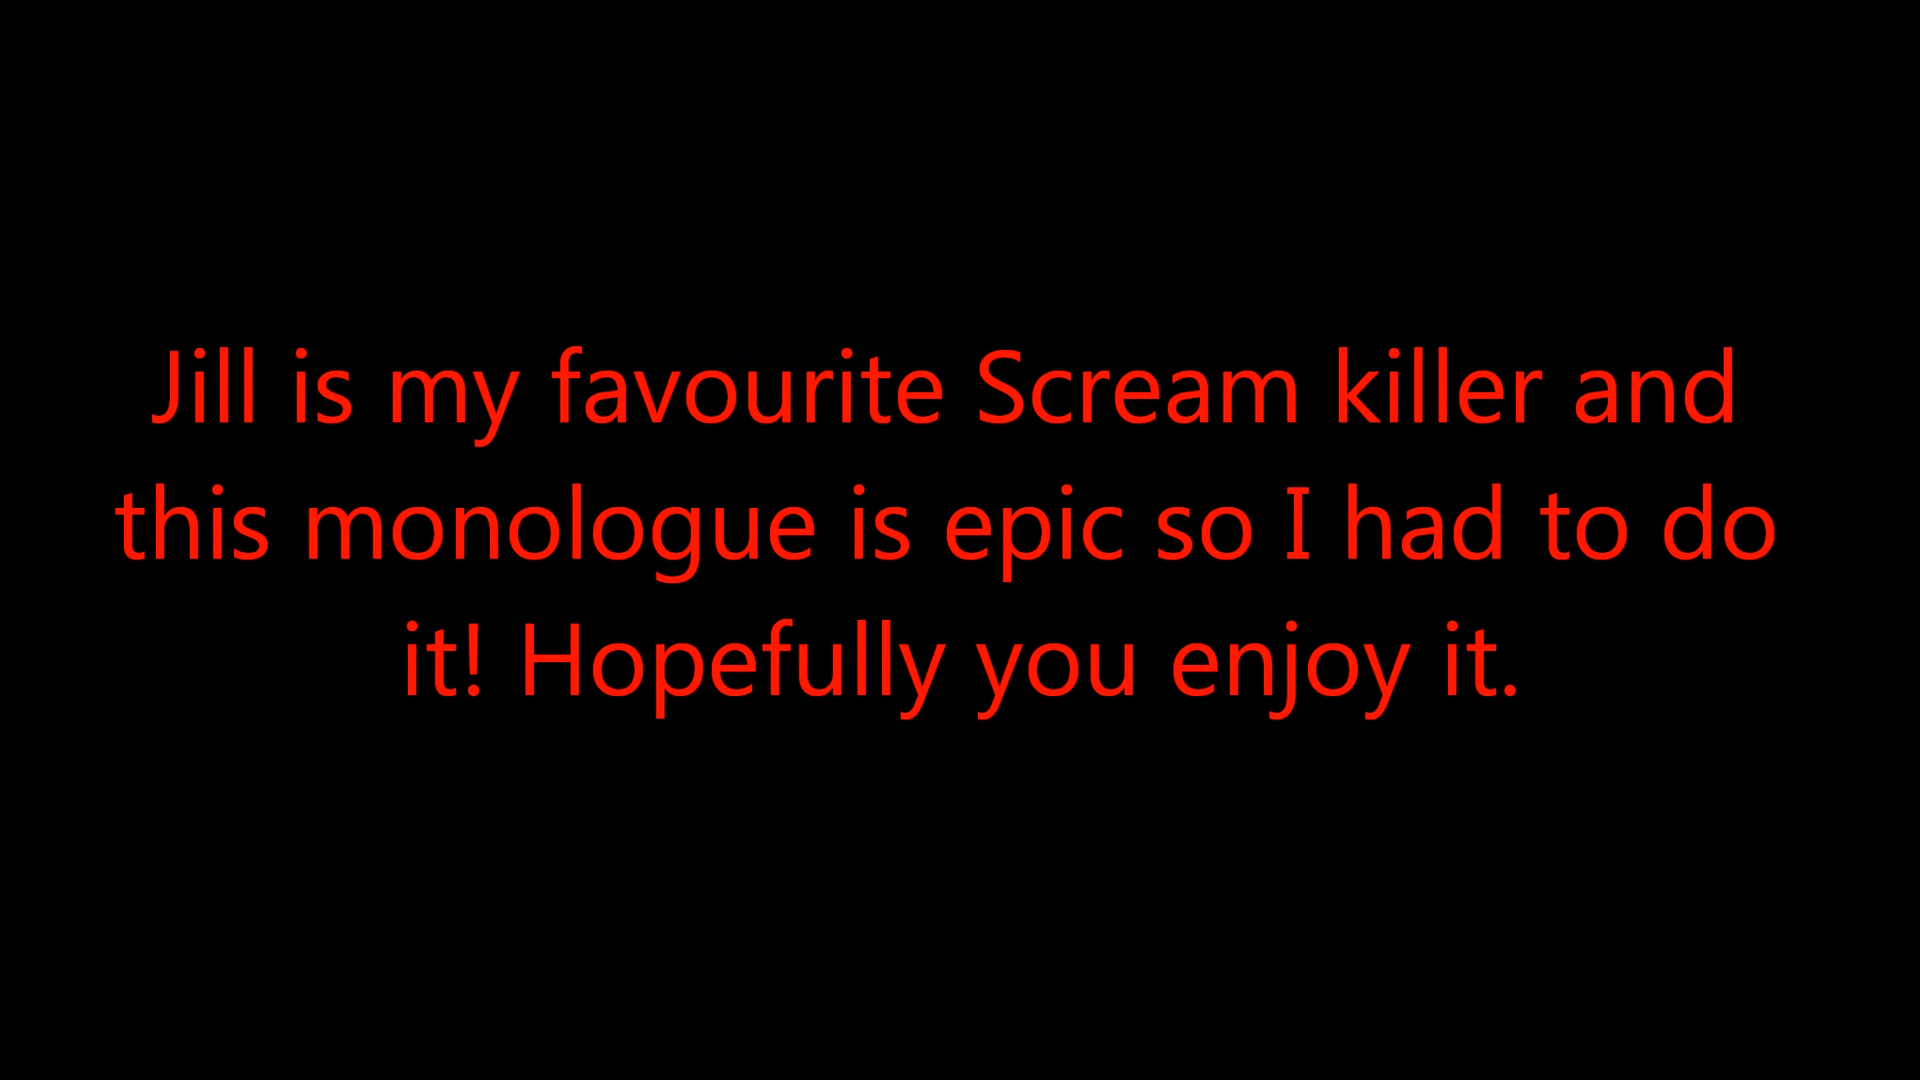 Jill is my favourite Scream killer and
this monologue is epic so I had to do
it! Hopefully you enjoy it.